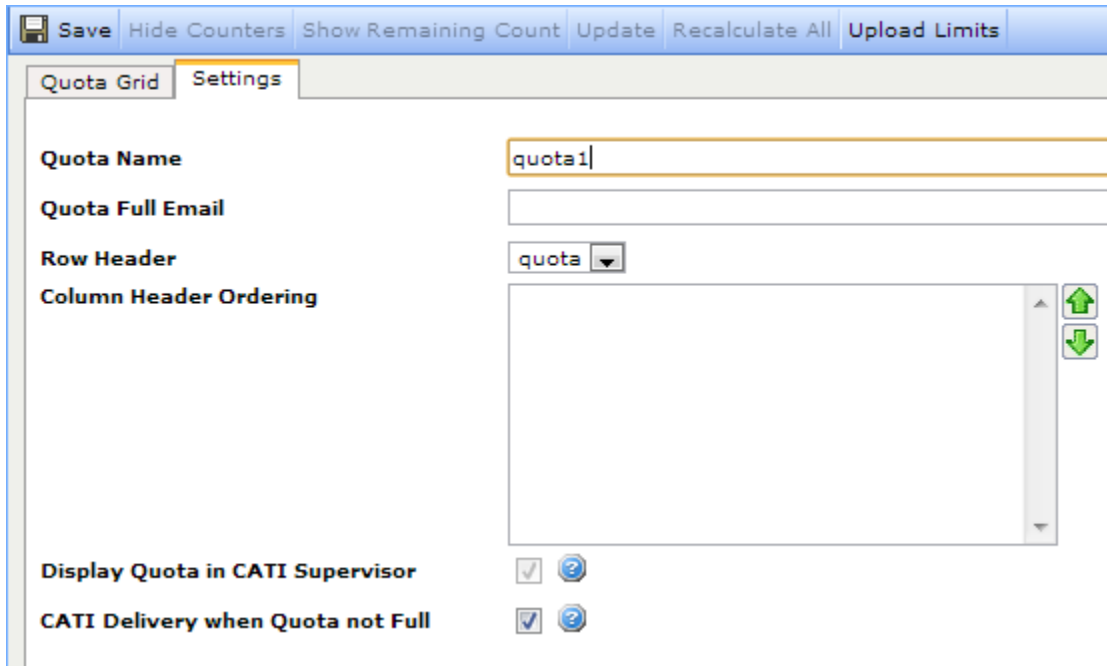 Save Hide Counters Show Remaining Count Update Recalculate All Upload Limits
Quota Grid Settings
Quota Name quota1
Quota Full Email
Row Header quota
Column Header Ordering
Display Quota in CATI Supervisor ?
CATI Delivery when Quota not Full ?